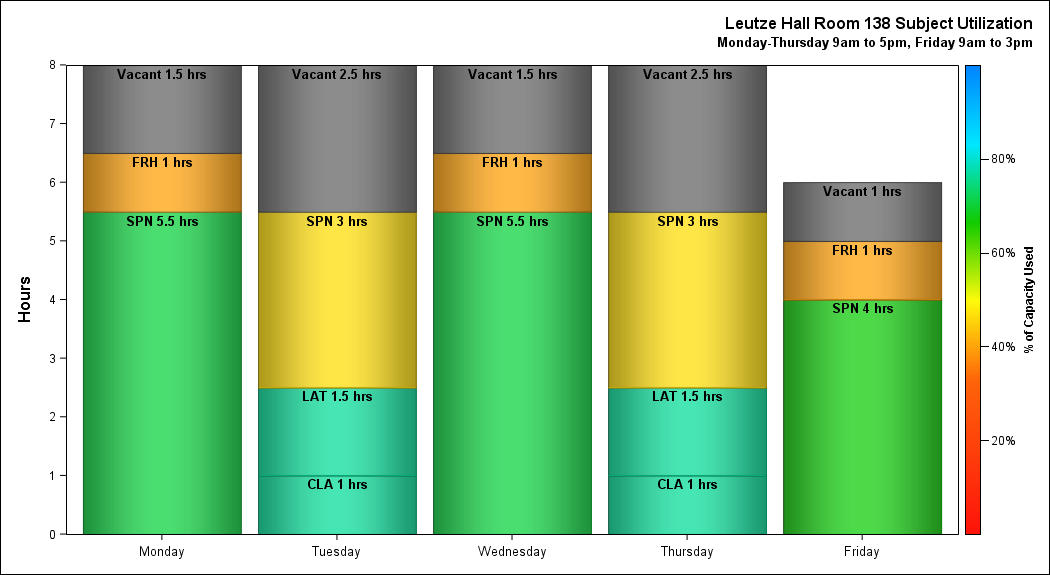 Leutze Hall Room 138 Subject Utilization
Monday-Thursday 9am to 5pm, Friday 9am to 3pm
Hours
8
7
6
5
4
3
2
1
0
Vacant 1.5 hrs
FRH 1 hrs
SPN 5.5 hrs
Vacant 2.5 hrs
SPN 3 hrs
LAT 1.5 hrs
CLA 1 hrs
Vacant 1.5 hrs
FRH 1 hrs
SPN 5.5 hrs
Vacant 2.5 hrs
SPN 3 hrs
LAT 1.5 hrs
CLA 1 hrs
Vacant 1 hrs
FRH 1 hrs
SPN 4 hrs
Monday
Tuesday
Wednesday
Thursday
Friday
80%
60%
40%
20%
% of Capacity Used